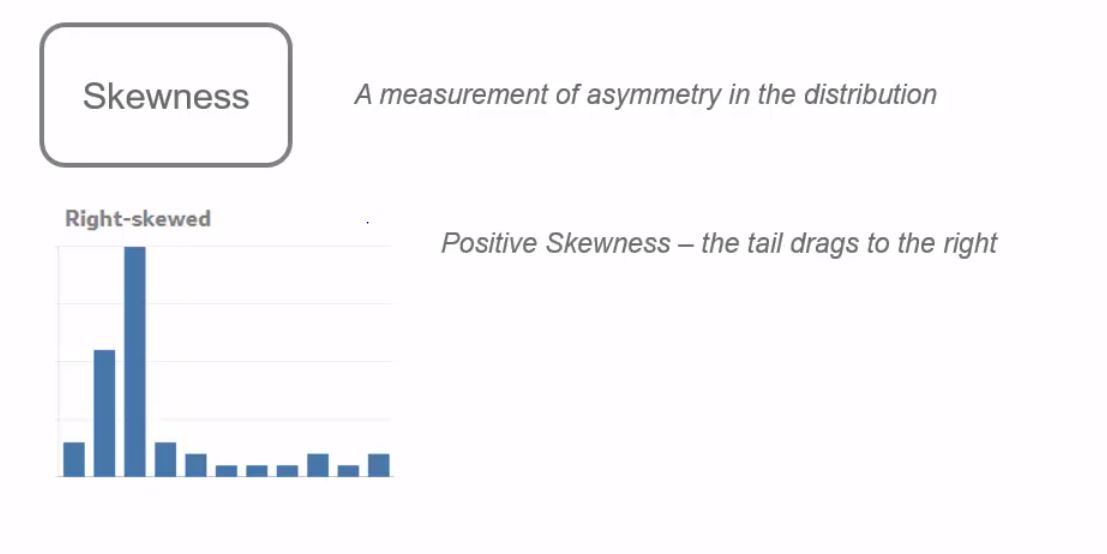 Skewness
A measurement of asymmetry in the distribution
Right-skewed
Positive Skewness – the tail drags to the right